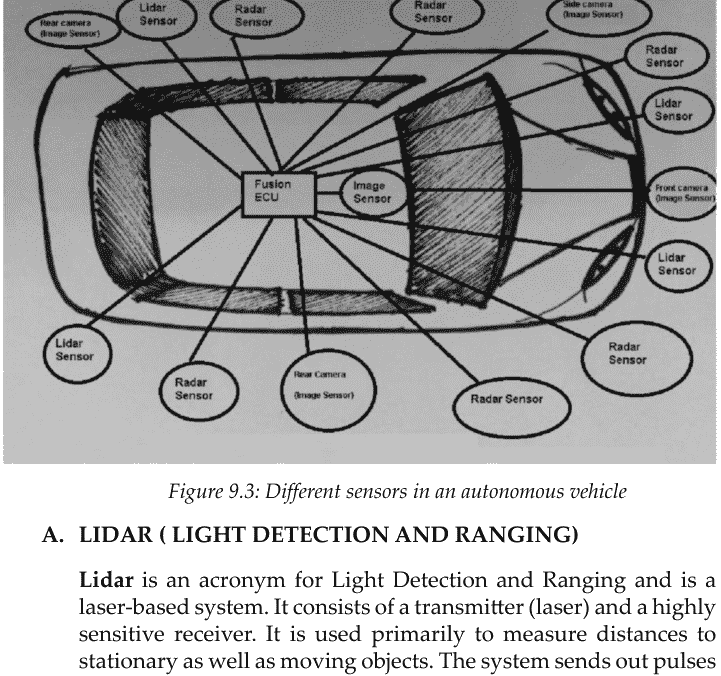 Rear camera
(Image Sensor)
Lidar
Sensor
Radar
Sensor
Radar
Sensor
Side camera
(Image Sensor)
Radar
Sensor
Lidar
Sensor
Fusion
ECU
Image
Sensor
Front camera
(Image Sensor)
Lidar
Sensor
Lidar
Sensor
Radar
Sensor
Rear Camera
(Image Sensor)
Radar Sensor
Radar
Sensor
Figure 9.3: Different sensors in an autonomous vehicle
A. LIDAR ( LIGHT DETECTION AND RANGING)
Lidar is an acronym for Light Detection and Ranging and is a
laser-based system. It consists of a transmitter (laser) and a highly
sensitive receiver. It is used primarily to measure distances to
stationary as well as moving objects. The system sends out pulses